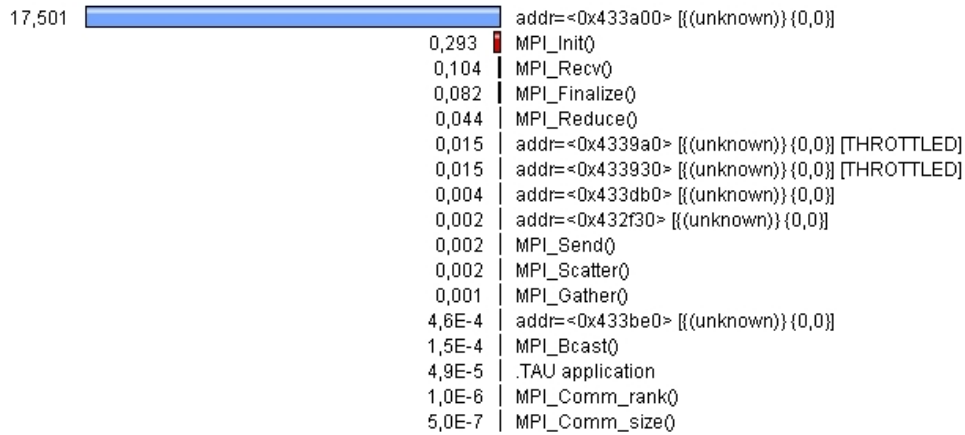 17,501 addr=<0x433a00> [{(unknown)} {0,0}]
0,293 MPI_Init()
0,104 MPI_Recv()
0,082 MPI_Finalize()
0,044 MPI_Reduce()
0,015 addr=<0x4339a0> [{(unknown)} {0,0}] [THROTTLED]
0,015 addr=<0x433930> [{(unknown)} {0,0}] [THROTTLED]
0,004 addr=<0x433db0> [{(unknown)} {0,0}]
0,002 addr=<0x432f30> [{(unknown)} {0,0}]
0,002 MPI_Send()
0,002 MPI_Scatter()
0,001 MPI_Gather()
4,6E-4 addr=<0x433be0> [{(unknown)} {0,0}]
1,5E-4 MPI_Bcast()
4,9E-5 .TAU application
1,0E-6 MPI_Comm_rank()
5,0E-7 MPI_Comm_size()